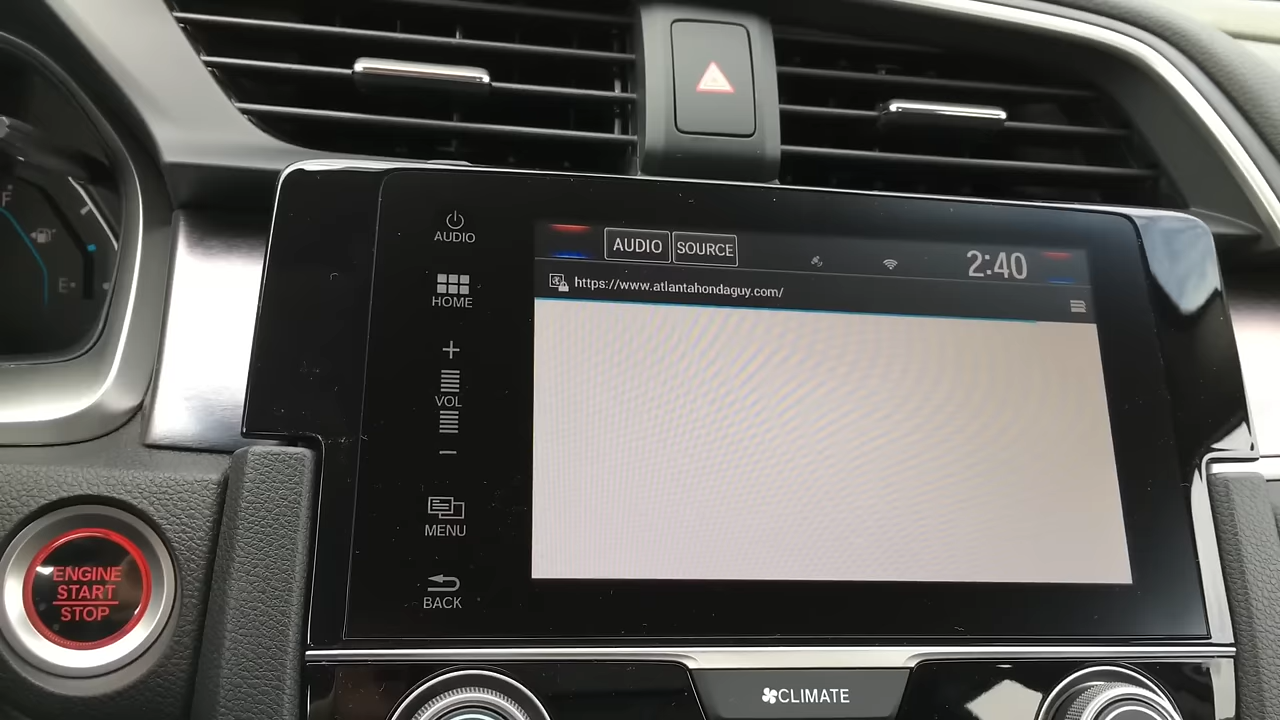 F
E
AUDIO
HOME
VOL
MENU
BACK
AUDIO SOURCE
2:40
https://www.atlantahondaguy.com/
ENGINE
START
STOP
CLIMATE